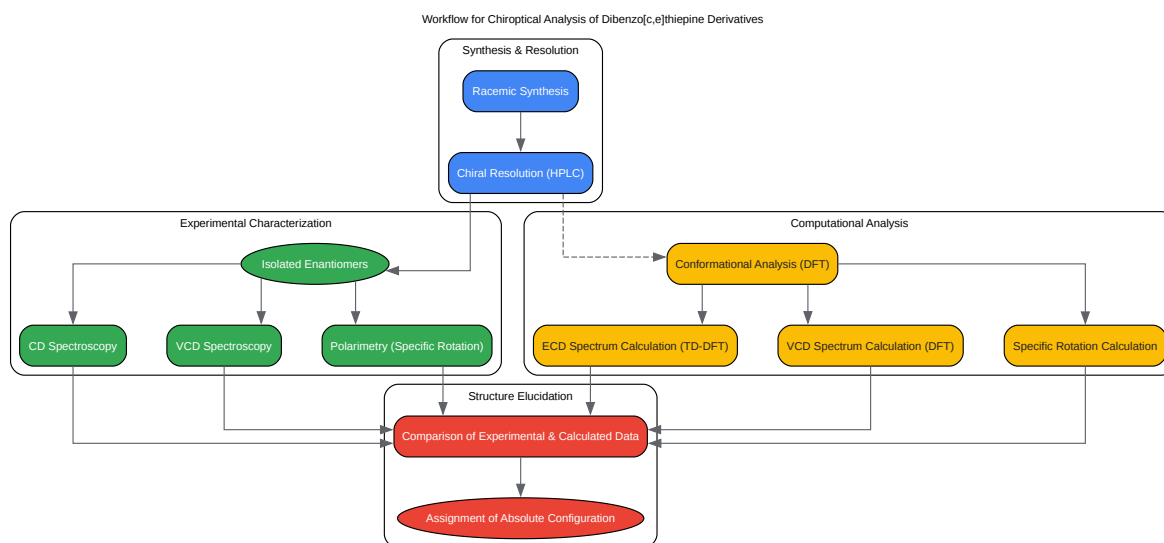 Workflow for Chiroptical Analysis of Dibenzo[c,e]thiepine Derivatives
Synthesis & Resolution
Racemic Synthesis
Chiral Resolution (HPLC)
Experimental Characterization
Computational Analysis
Isolated Enantiomers
Conformational Analysis (DFT)
CD Spectroscopy
VCD Spectroscopy
Polarimetry (Specific Rotation)
ECD Spectrum Calculation (TD-DFT)
VCD Spectrum Calculation (DFT)
Specific Rotation Calculation
Structure Elucidation
Comparison of Experimental & Calculated Data
Assignment of Absolute Configuration